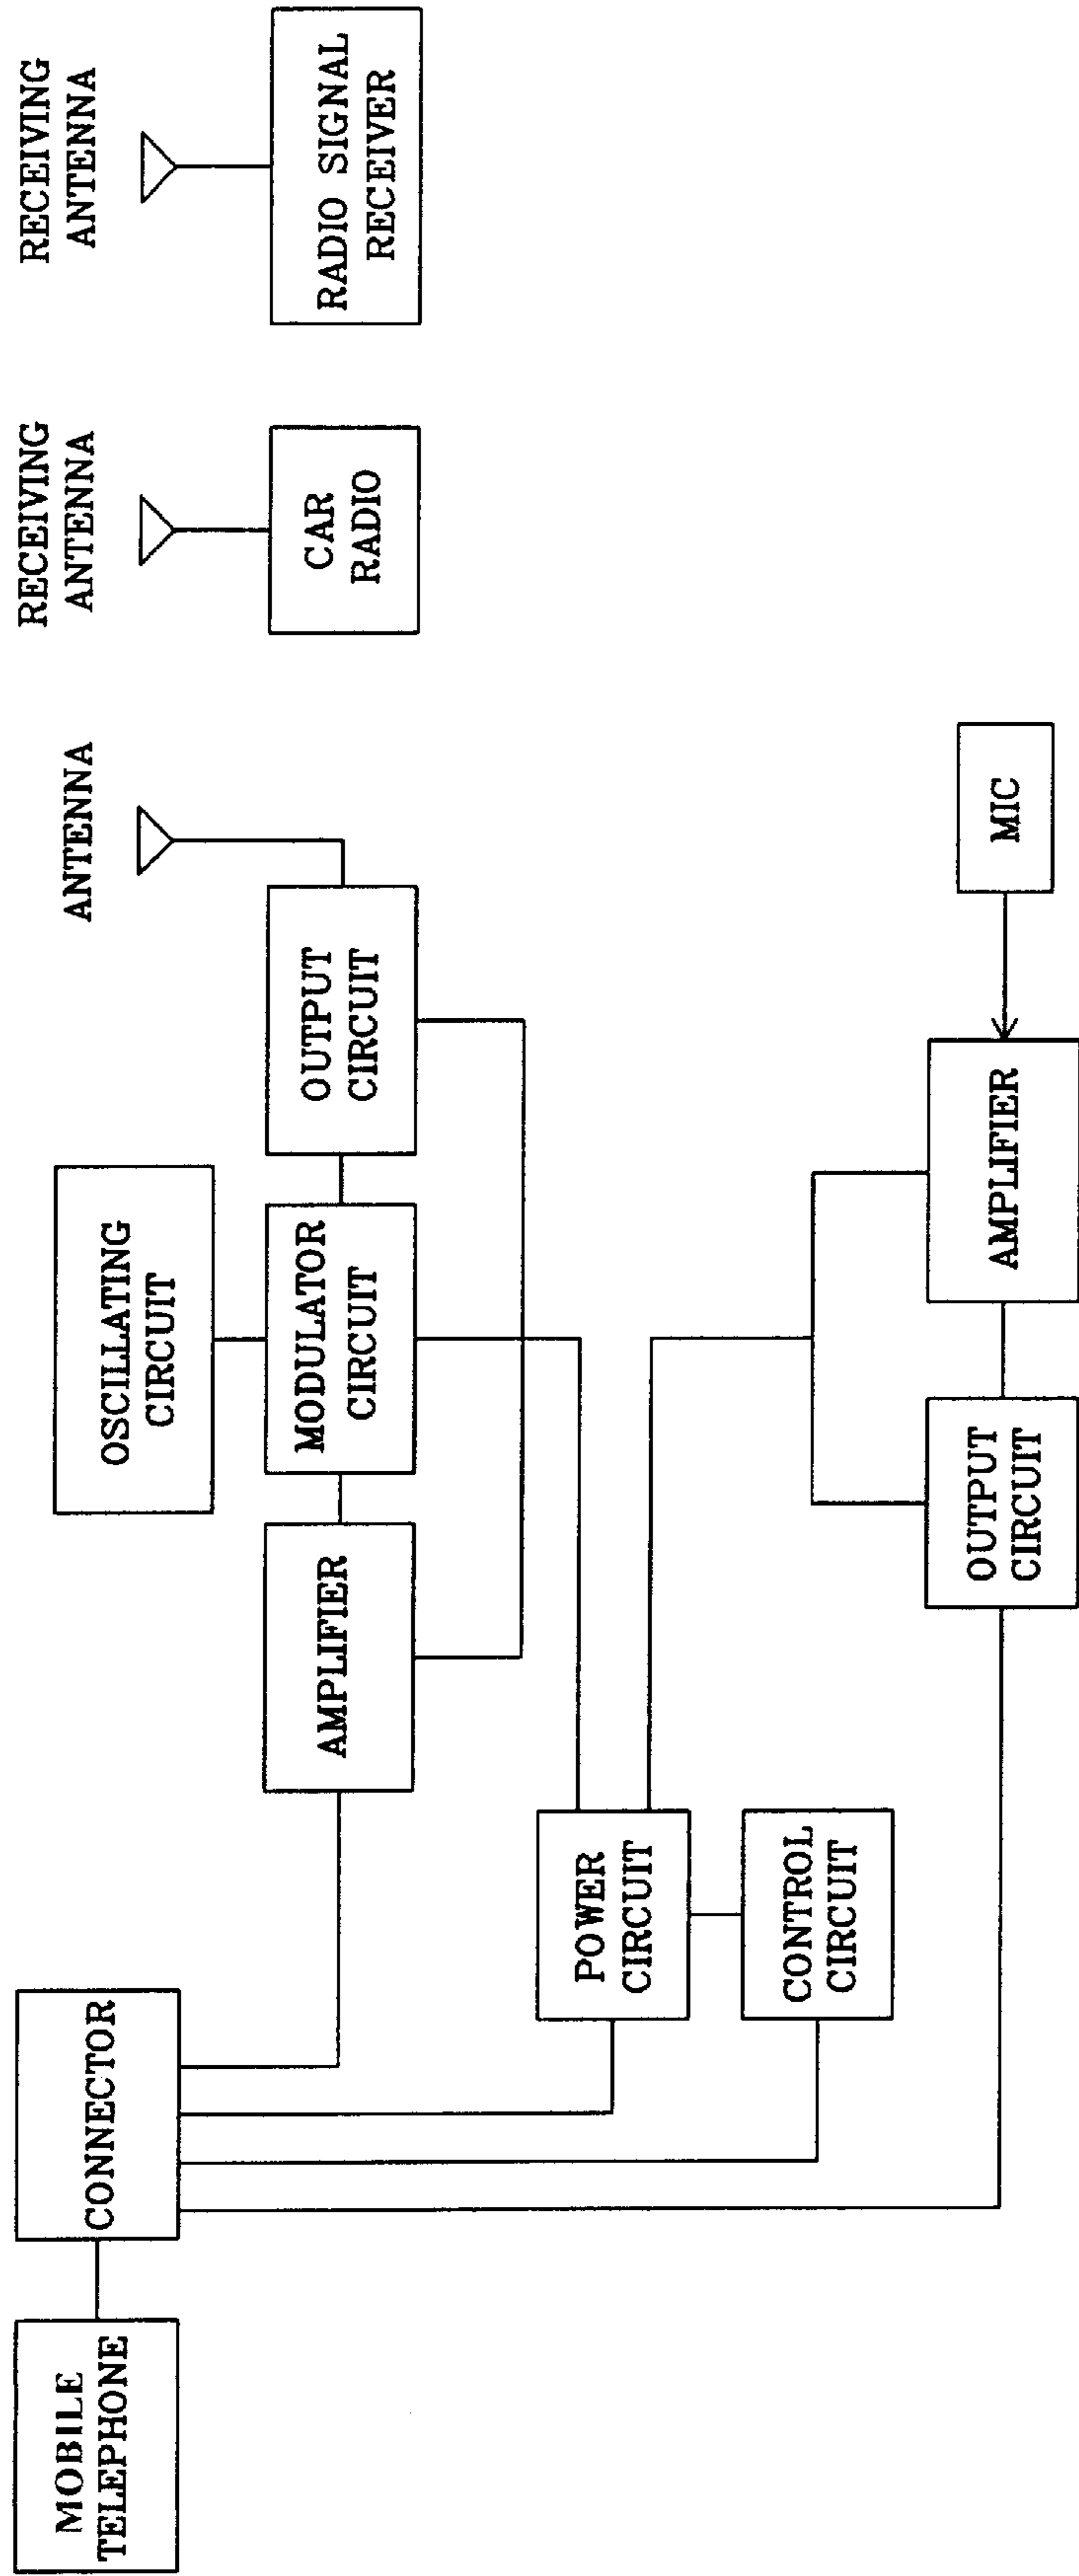 MOBILE
TELEPHONE
CONNECTOR
AMPLIFIER
OSCILLATING
CIRCUIT
MODULATOR
CIRCUIT
OUTPUT
CIRCUIT
ANTENNA
RECEIVING
ANTENNA
CAR
RADIO
RECEIVING
ANTENNA
RADIO SIGNAL
RECEIVER
POWER
CIRCUIT
CONTROL
CIRCUIT
OUTPUT
CIRCUIT
AMPLIFIER
MIC